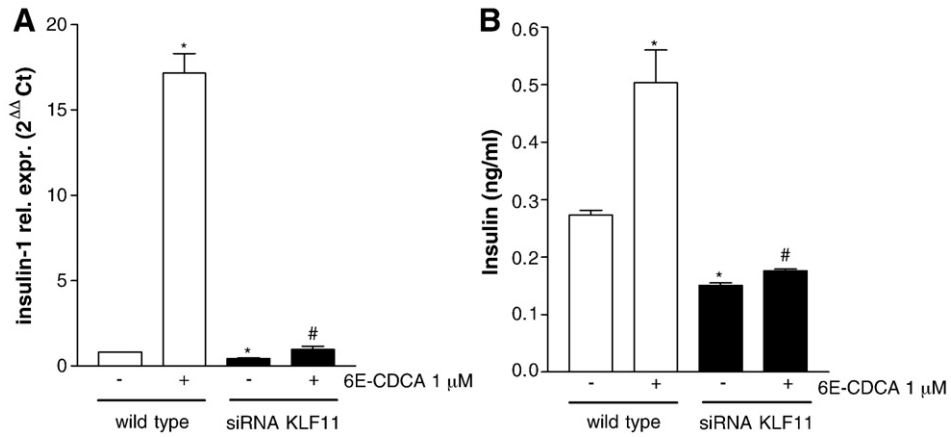 A
insulin-1 rel. expr. (2^ΔΔCt)
20
15
10
5
0
*
*
#
- + - + 6E-CDCA 1 μM
wild type siRNA KLF11
B
Insulin (ng/ml)
0.6
0.5
0.4
0.3
0.2
0.1
0.0
*
*
#
- + - + 6E-CDCA 1 μM
wild type siRNA KLF11